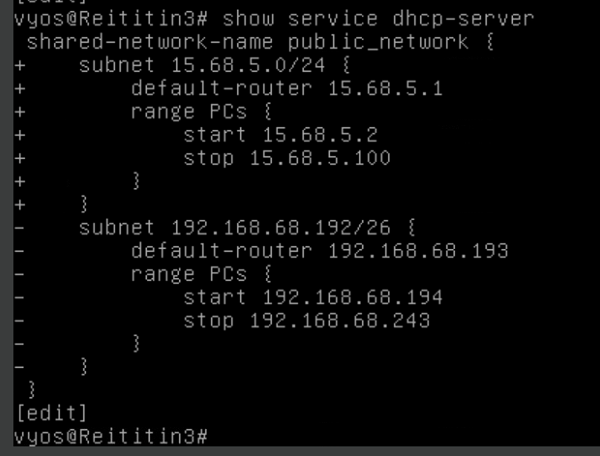 [edit]
vyos@Reititin3# show service dhcp-server
 shared-network-name public_network {
+    subnet 15.68.5.0/24 {
+        default-router 15.68.5.1
+        range PCs {
+            start 15.68.5.2
+            stop 15.68.5.100
+        }
+    }
-    subnet 192.168.68.192/26 {
-        default-router 192.168.68.193
-        range PCs {
-            start 192.168.68.194
-            stop 192.168.68.243
-        }
-    }
 }
[edit]
vyos@Reititin3#